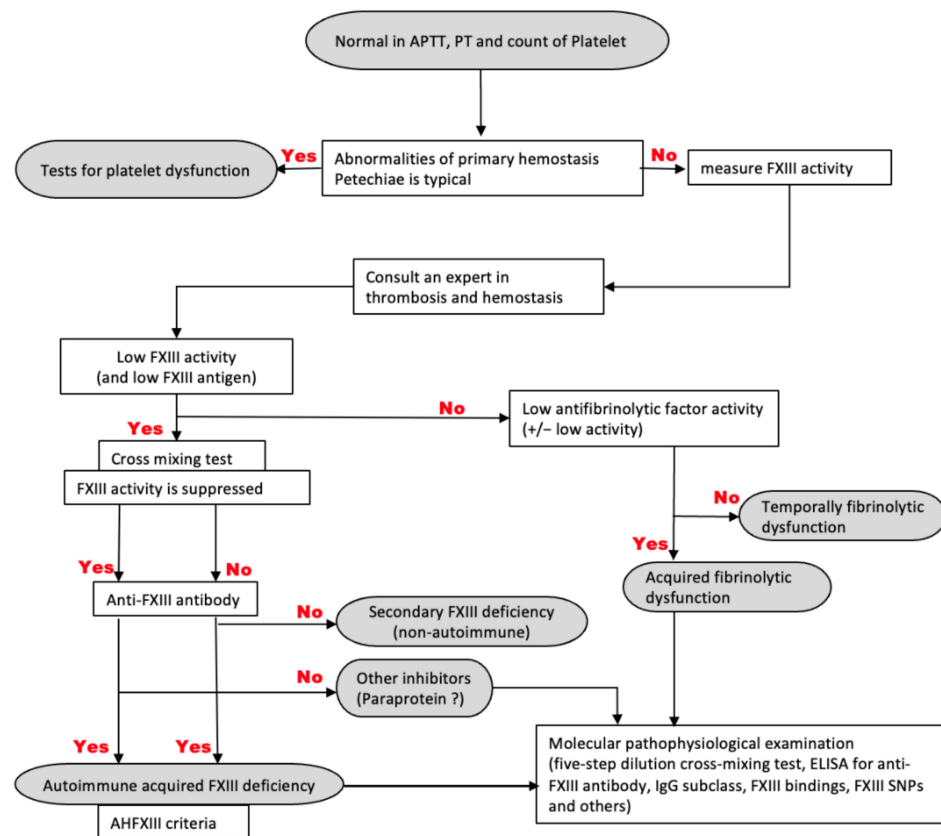 Normal in APTT, PT and count of Platelet
Yes
Abnormalities of primary hemostasis
Petechiae is typical
No
Tests for platelet dysfunction
measure FXIII activity
Consult an expert in
thrombosis and hemostasis
Low FXIII activity
(and low FXIII antigen)
No
Low antifibrinolytic factor activity
(+/− low activity)
Yes
Cross mixing test
FXIII activity is suppressed
No
Temporally fibrinolytic
dysfunction
Yes
Yes
No
Acquired fibrinolytic
dysfunction
Anti-FXIII antibody
No
Secondary FXIII deficiency
(non-autoimmune)
No
Other inhibitors
(Paraprotein ?)
Yes
Yes
Molecular pathophysiological examination
(five-step dilution cross-mixing test, ELISA for anti-
FXIII antibody, IgG subclass, FXIII bindings, FXIII SNPs
and others)
Autoimmune acquired FXIII deficiency
AHFXIII criteria